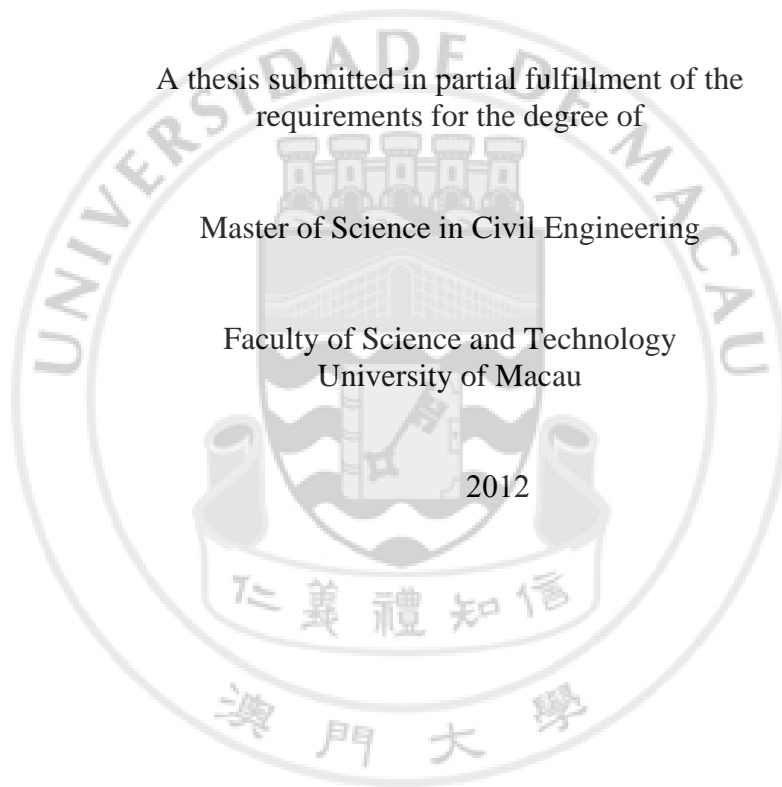 A thesis submitted in partial fulfillment of the
requirements for the degree of
Master of Science in Civil Engineering
Faculty of Science and Technology
University of Macau
2012
UNIVERSIDADE DE MACAU
仁義禮知信
澳門大學